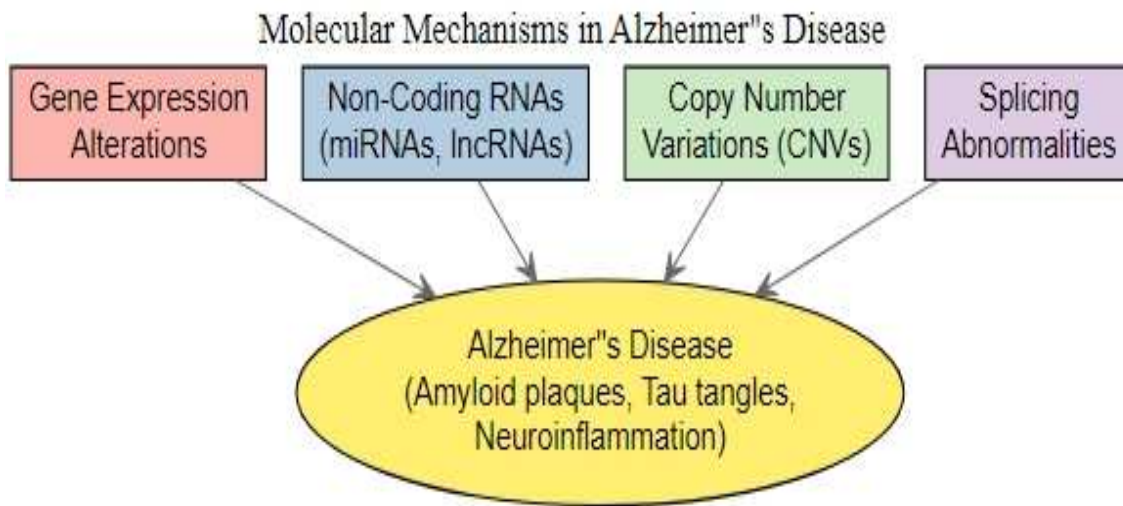 Molecular Mechanisms in Alzheimer"s Disease
Gene Expression
Alterations
Non-Coding RNAs
(miRNAs, lncRNAs)
Copy Number
Variations (CNVs)
Splicing
Abnormalities
Alzheimer"s Disease
(Amyloid plaques, Tau tangles,
Neuroinflammation)